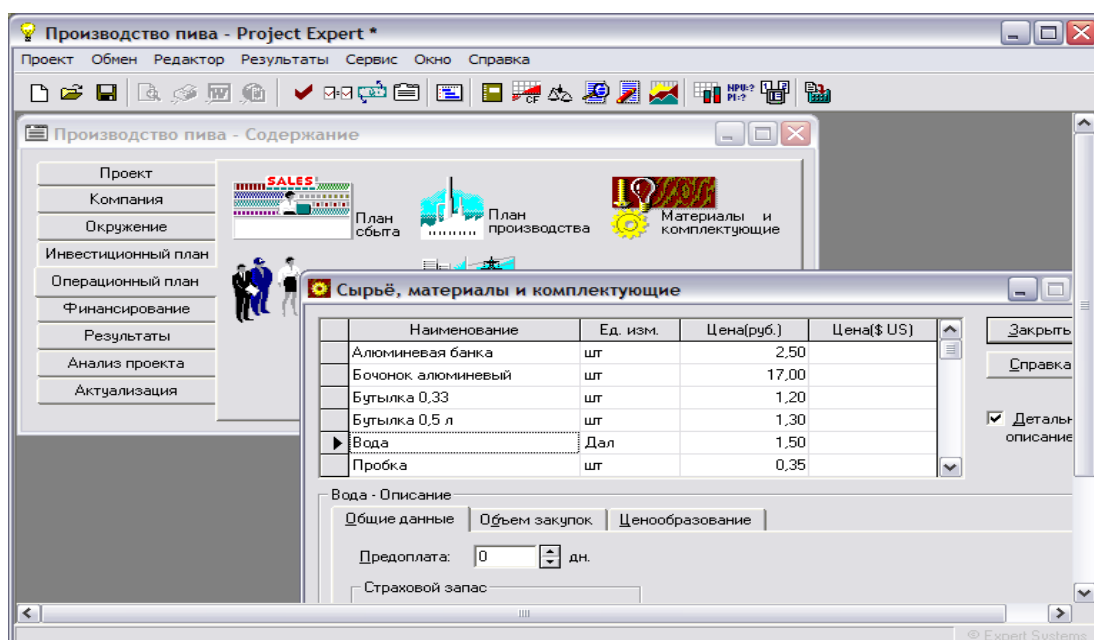 Производство пива - Project Expert *
Проект Обмен Редактор Результаты Сервис Окно Справка
CF NPV:? PI:?
Производство пива - Содержание
Проект
Компания
Окружение
Инвестиционный план
Операционный план
Финансирование
Результаты
Анализ проекта
Актуализация
SALES
План сбыта
План производства
Материалы и комплектующие
Сырьё, материалы и комплектующие
Наименование Ед. изм. Цена(руб.) Цена($ US)
Алюминевая банка шт 2,50
Бочонок алюминевый шт 17,00
Бутылка 0,33 шт 1,20
Бутылка 0,5 л шт 1,30
Вода Дал 1,50
Пробка шт 0,35
Закрыть
Справка
Детальн
описание
Вода - Описание
Общие данные Объем закупок Ценообразование
Предоплата: 0 дн.
Страховой запас
© Expert Systems